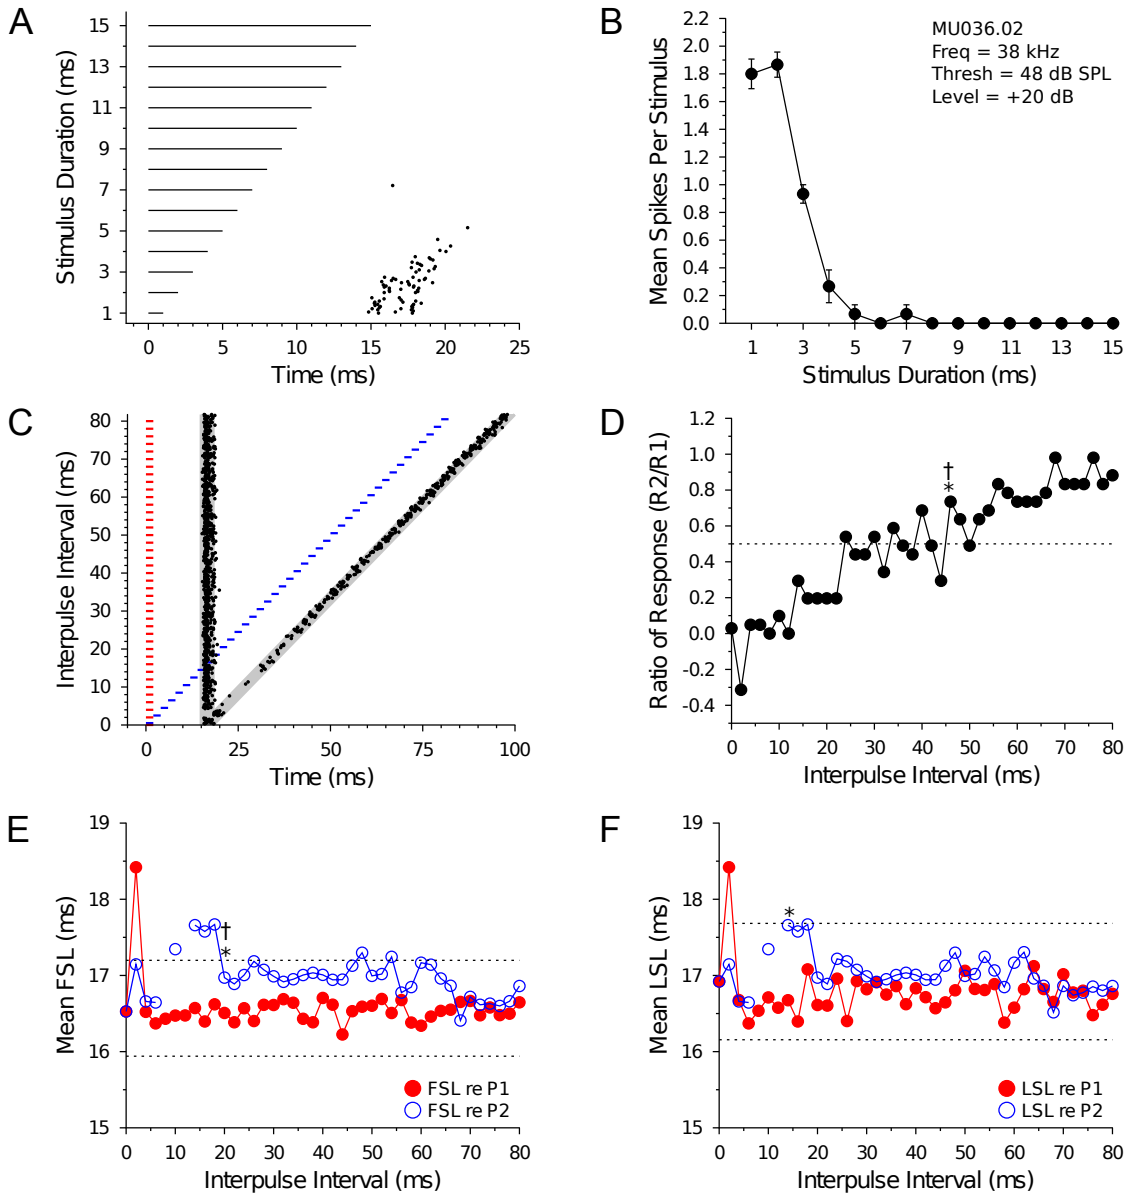 A
Stimulus Duration (ms)
15
13
11
9
7
5
3
1
0 5 10 15 20 25
Time (ms)
B
Mean Spikes Per Stimulus
2.2
2.0
1.8
1.6
1.4
1.2
1.0
0.8
0.6
0.4
0.2
0.0
MU036.02
Freq = 38 kHz
Thresh = 48 dB SPL
Level = +20 dB
1 3 5 7 9 11 13 15
Stimulus Duration (ms)
C
Interpulse Interval (ms)
80
70
60
50
40
30
20
10
0
0 25 50 75 100
Time (ms)
D
Ratio of Response (R2/R1)
1.2
1.0
0.8
0.6
0.4
0.2
0.0
-0.2
-0.4
†
*
0 10 20 30 40 50 60 70 80
Interpulse Interval (ms)
E
Mean FSL (ms)
19
18
17
16
15
†
*
FSL re P1
FSL re P2
0 10 20 30 40 50 60 70 80
Interpulse Interval (ms)
F
Mean LSL (ms)
19
18
17
16
15
*
LSL re P1
LSL re P2
0 10 20 30 40 50 60 70 80
Interpulse Interval (ms)